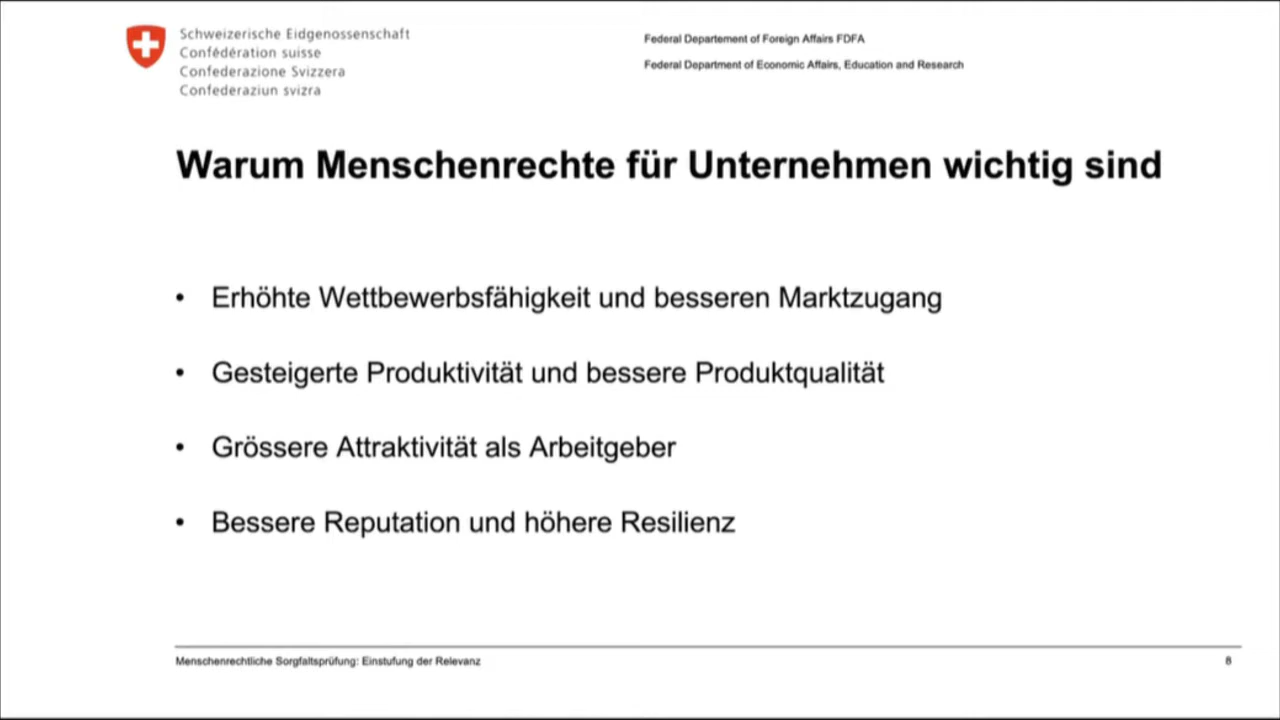 Schweizerische Eidgenossenschaft
Confédération suisse
Confederazione Svizzera
Confederaziun svizra
Federal Departement of Foreign Affairs FDFA
Federal Department of Economic Affairs, Education and Research
Warum Menschenrechte für Unternehmen wichtig sind
• Erhöhte Wettbewerbsfähigkeit und besseren Marktzugang
• Gesteigerte Produktivität und bessere Produktqualität
• Grössere Attraktivität als Arbeitgeber
• Bessere Reputation und höhere Resilienz
Menschenrechtliche Sorgfaltsprüfung: Einstufung der Relevanz 8